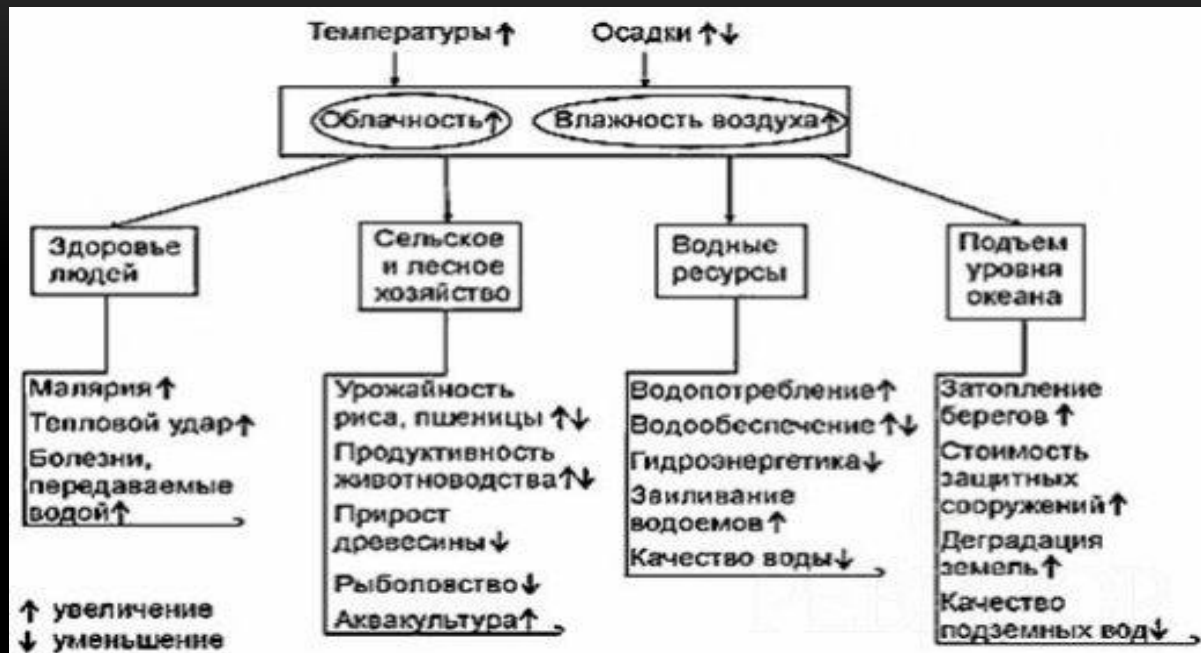 Температуры↑ Осадки↑↓
Облачность↑ Влажность воздуха↑
Здоровье
людей
Сельское
и лесное
хозяйство
Водные
ресурсы
Подъем
уровня
океана
Малярия↑
Тепловой удар↑
Болезни,
передаваемые
водой↑
Урожайность
риса, пшеницы↑↓
Продуктивность
животноводства↑↓
Прирост
древесины↓
Рыболовство↓
Аквакультура↑
Водопотребление↑
Водообеспечение↑↓
Гидроэнергетика↓
Звиливание
водоемов↑
Качество воды↓
Затопление
берегов↑
Стоимость
защитных
сооружений↑
Деградация
земель↑
Качество
подземных вод↓
↑ увеличение
↓ уменьшение